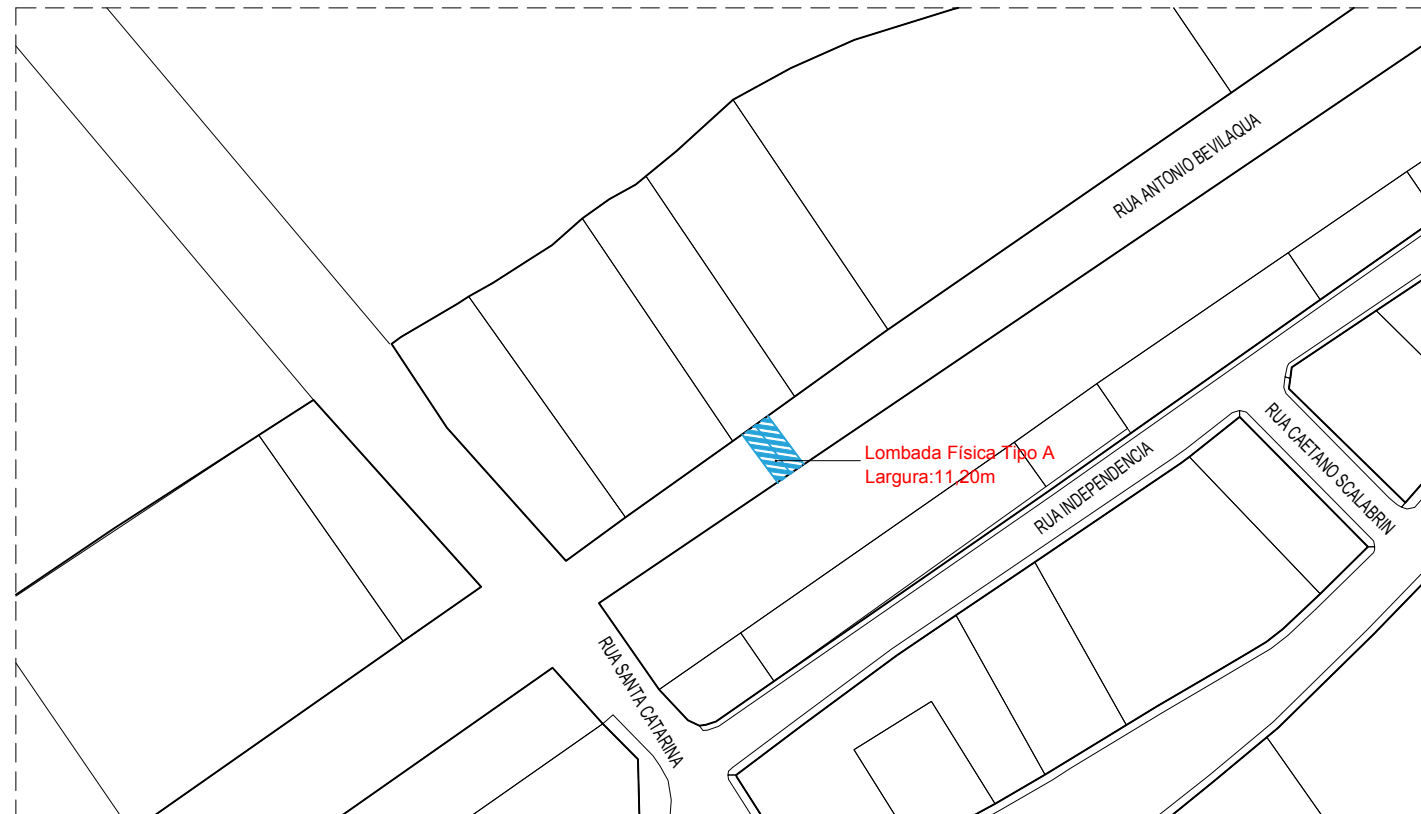 RUA ANTONIO BEVILAQUA
RUA CAETANO SCALABRIN
Lombada Física Tipo A
Largura:11,20m
RUA INDEPENDENCIA
RUA SANTA CATARINA